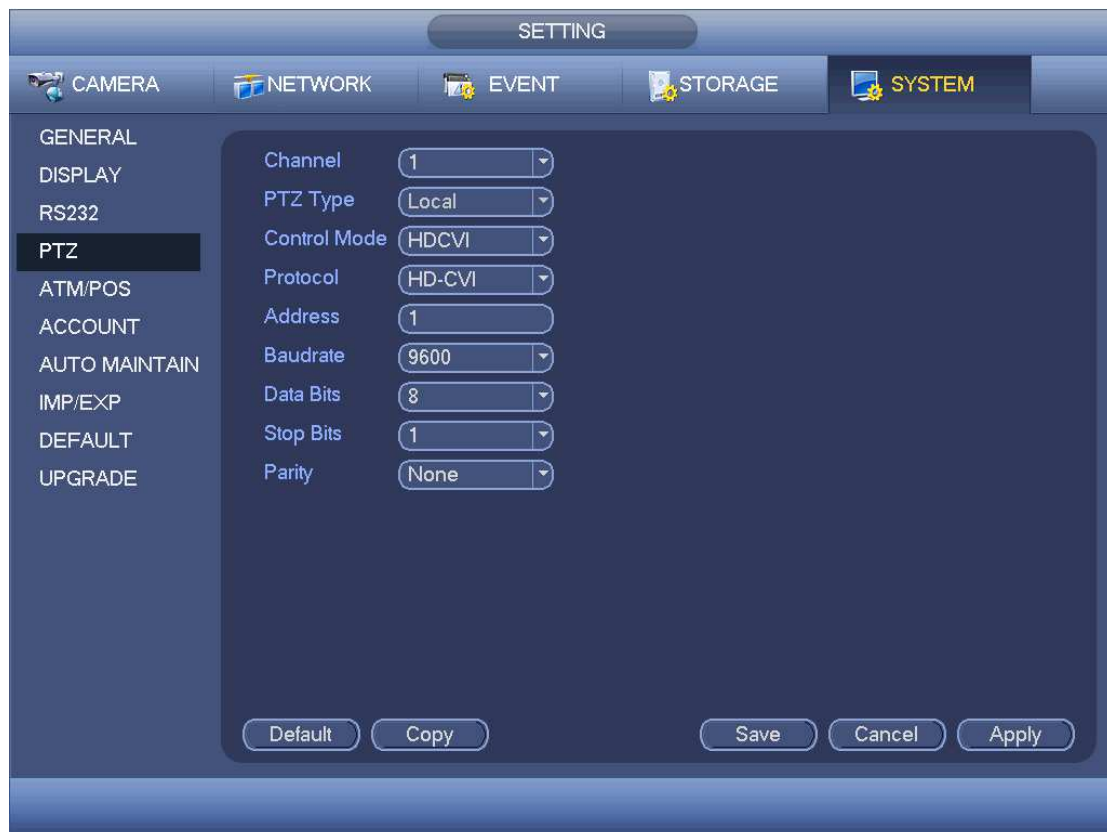 SETTING
CAMERA NETWORK EVENT STORAGE SYSTEM
GENERAL
DISPLAY
RS232
PTZ
ATM/POS
ACCOUNT
AUTO MAINTAIN
IMP/EXP
DEFAULT
UPGRADE
Channel 1
PTZ Type Local
Control Mode HDCVI
Protocol HD-CVI
Address 1
Baudrate 9600
Data Bits 8
Stop Bits 1
Parity None
Default Copy Save Cancel Apply